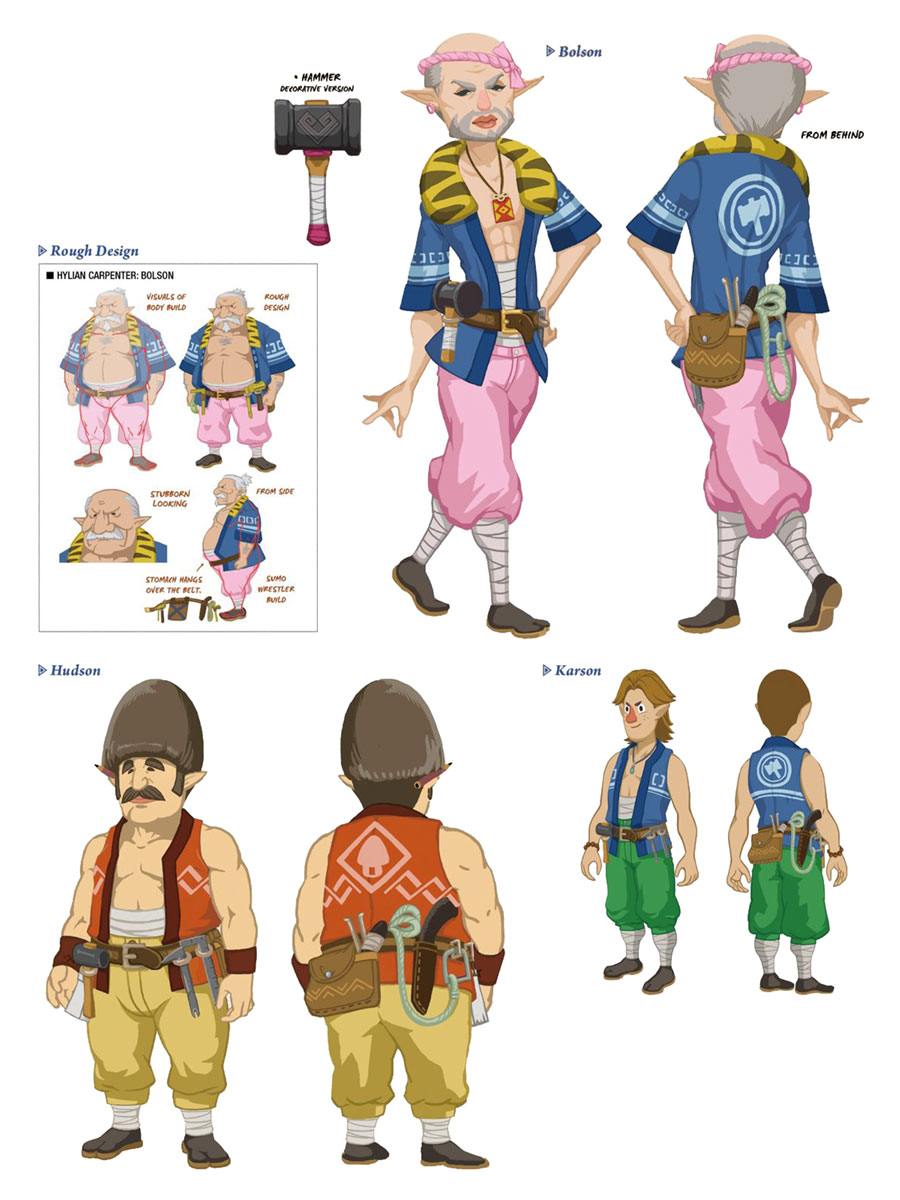 Bolson
• HAMMER
DECORATIVE VERSION
FROM BEHIND
Rough Design
■ HYLIAN CARPENTER: BOLSON
VISUALS OF
BODY BUILD
ROUGH
DESIGN
STUBBORN
LOOKING
FROM SIDE
STOMACH HANGS
OVER THE BELT.
SUMO
WRESTLER
BUILD
Hudson
Karson